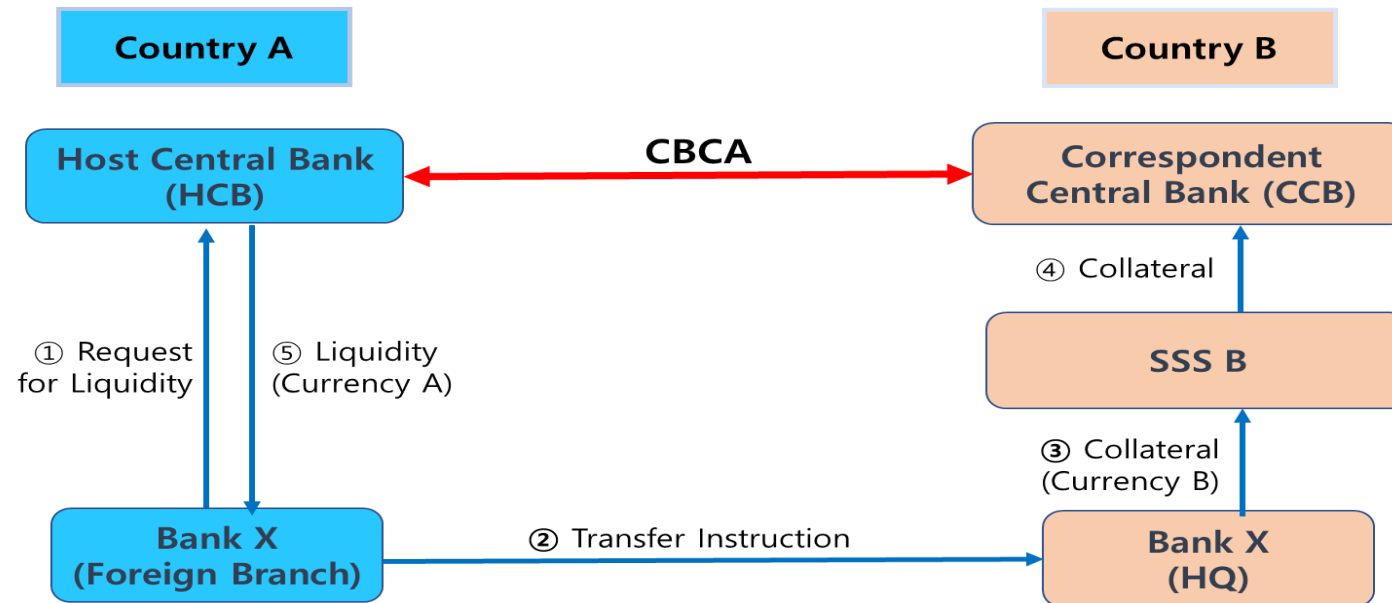 Country A
Country B
Host Central Bank
(HCB)
CBCA
Correspondent
Central Bank (CCB)
④ Collateral
① Request
for Liquidity
⑤ Liquidity
(Currency A)
SSS B
③ Collateral
(Currency B)
Bank X
(Foreign Branch)
② Transfer Instruction
Bank X
(HQ)